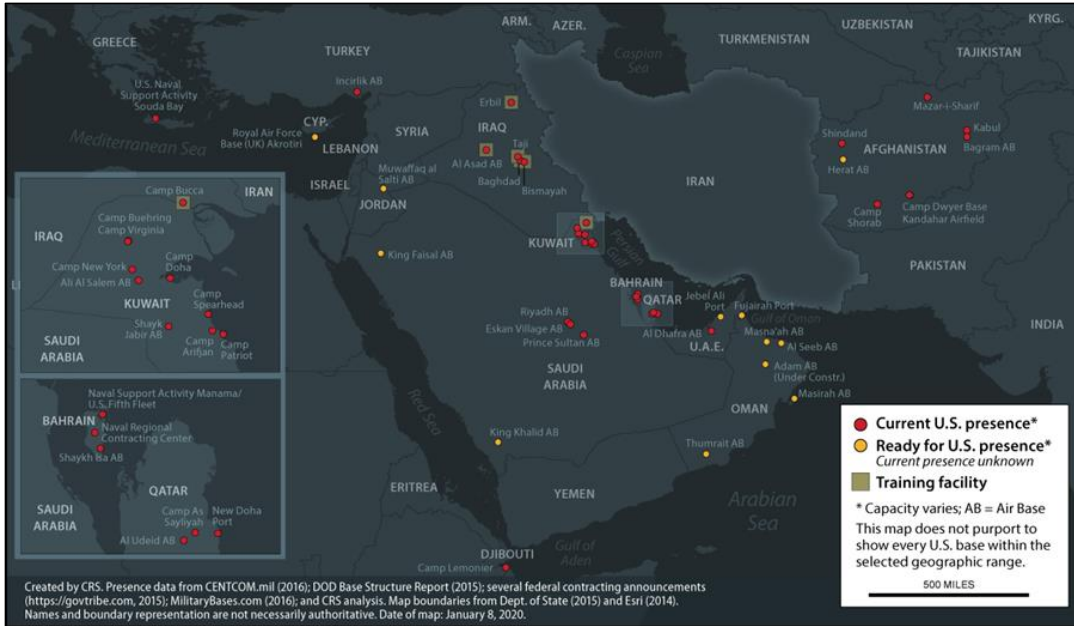 GREECE
U.S. Naval
Support Activity
Souda Bay
Mediterranean Sea
TURKEY
Incirlik AB
ARM.
AZER.
Caspian
Sea
TURKMENISTAN
UZBEKISTAN
KYRG.
TAJIKISTAN
CYP.
Royal Air Force
Base (UK) Akrotiri
LEBANON
SYRIA
ISRAEL
Muwaffaq al
Salti AB
JORDAN
King Faisal AB
Erbil
IRAQ
Al Asad AB
Taji
Baghdad
Bismayah
IRAN
Mazar-i-Sharif
Kabul
Bagram AB
Shindand
AFGHANISTAN
Herat AB
Camp
Shorab
Camp Dwyer Base
Kandahar Airfield
PAKISTAN
INDIA
KUWAIT
Persian
Gulf
BAHRAIN
QATAR
Jebel Ali
Port
Fujairah Port
Gulf of Oman
Al Dhafra AB
U.A.E.
Masna'ah AB
Al Seeb AB
Adam AB
(Under Constr.)
Masirah AB
OMAN
Thumrait AB
Riyadh AB
Eskan Village AB
Prince Sultan AB
SAUDI
ARABIA
Red Sea
King Khalid AB
YEMEN
ERITREA
DJIBOUTI
Camp Lemonier
Gulf of
Aden
Arabian
Sea
Camp Bucca
IRAN
IRAQ
Camp Buehring
Camp Virginia
Camp New York
Ali Al Salem AB
Camp
Doha
KUWAIT
Camp
Spearhead
Shayk
Jabir AB
Camp
Arifjan
Camp
Patriot
SAUDI
ARABIA
Naval Support Activity Manama/
U.S. Fifth Fleet
BAHRAIN
Naval Regional
Contracting Center
Shaykh Isa AB
QATAR
SAUDI
ARABIA
Camp As
Sayliyah
New Doha
Port
Al Udeid AB
Current U.S. presence*
Ready for U.S. presence*
Current presence unknown
Training facility
* Capacity varies; AB = Air Base
This map does not purport to
show every U.S. base within the
selected geographic range.
500 MILES
Created by CRS. Presence data from CENTCOM.mil (2016); DOD Base Structure Report (2015); several federal contracting announcements
(https://govtribe.com, 2015); MilitaryBases.com (2016); and CRS analysis. Map boundaries from Dept. of State (2015) and Esri (2014).
Names and boundary representation are not necessarily authoritative. Date of map: January 8, 2020.